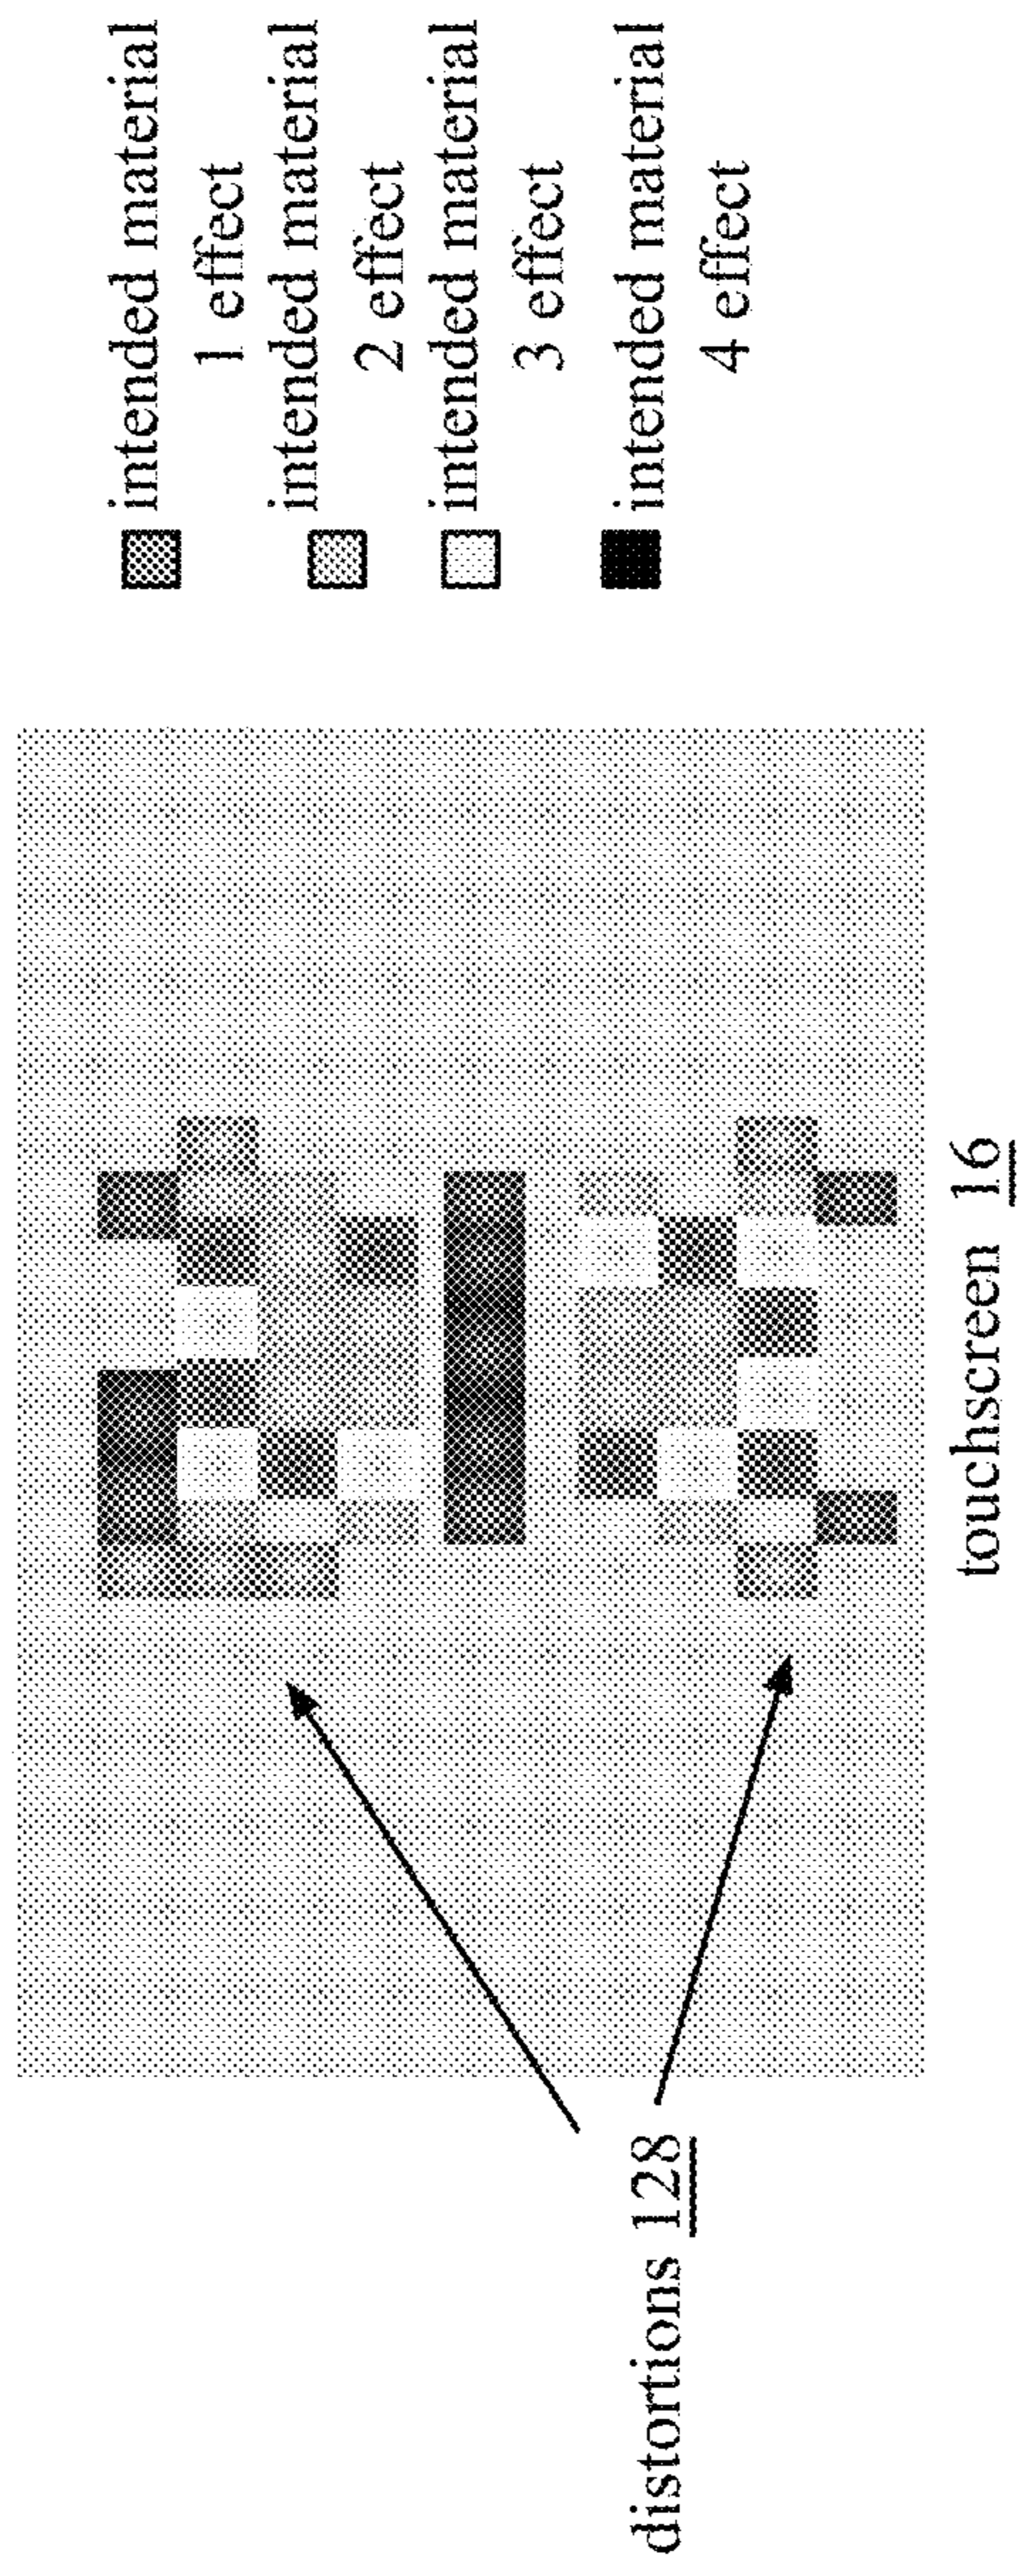 intended material
1 effect
intended material
2 effect
intended material
3 effect
intended material
4 effect
distortions 128
touchscreen 16